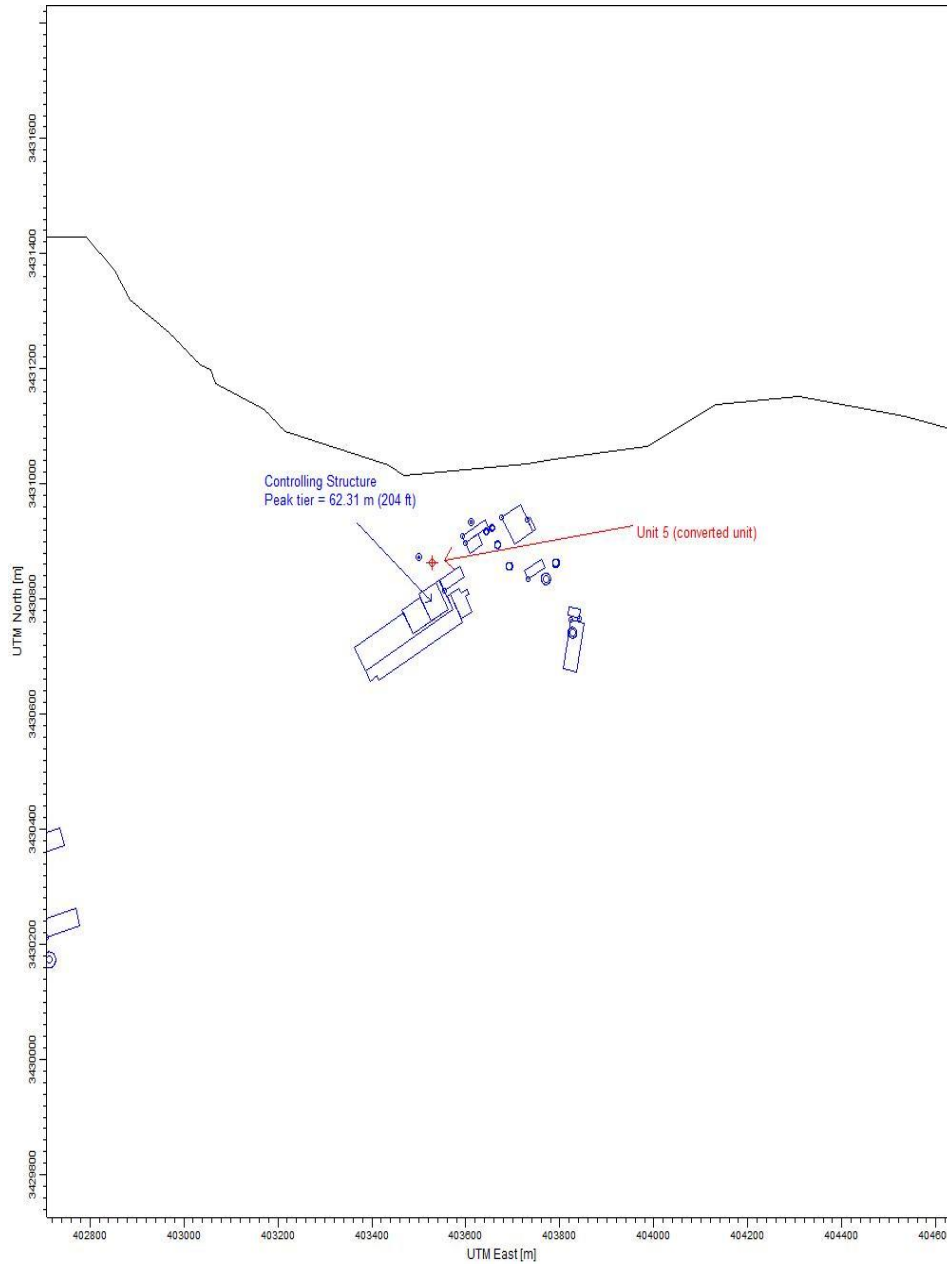 3431600
3431400
3431200
3431000
3430800
3430600
3430400
3430200
3430000
3429800
UTM North [m]
Controlling Structure
Peak tier = 62.31 m (204 ft)
Unit 5 (converted unit)
402800 403000 403200 403400 403600 403800 404000 404200 404400 40460
UTM East [m]